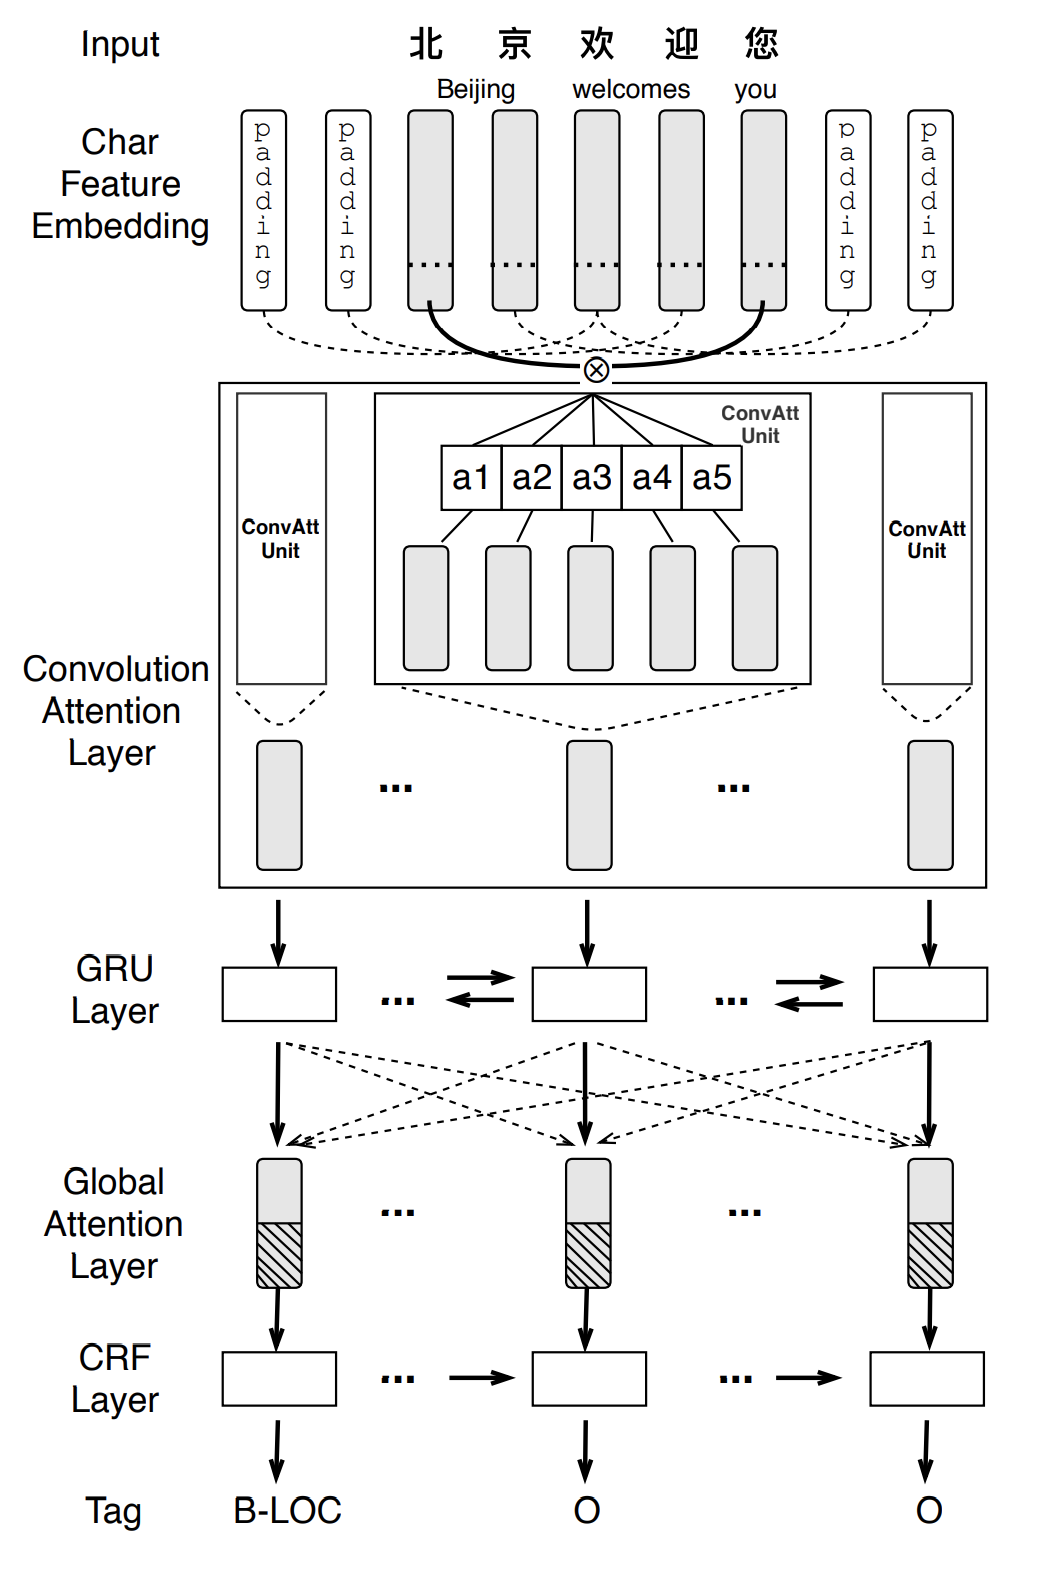 Input
北 京 欢 迎 您
Beijing welcomes you
Char
Feature
Embedding
padding
padding
padding
padding
ConvAtt
Unit
ConvAtt
Unit
a1 a2 a3 a4 a5
ConvAtt
Unit
Convolution
Attention
Layer
...
...
GRU
Layer
...
...
Global
Attention
Layer
...
...
CRF
Layer
...
...
Tag
B-LOC
O
O